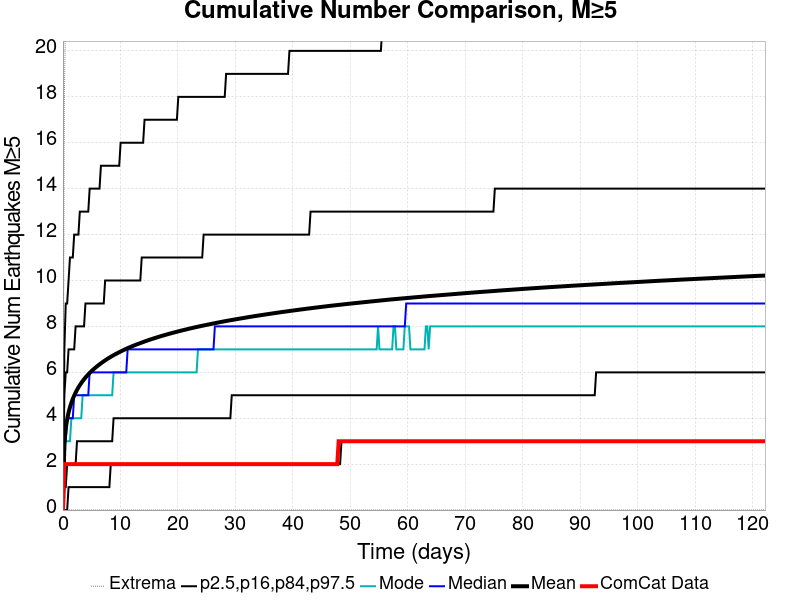 Cumulative Number Comparison, M≥5
Cumulative Num Earthquakes M≥5
20
18
16
14
12
10
8
6
4
2
0
0 10 20 30 40 50 60 70 80 90 100 110 120
Time (days)
Extrema p2.5,p16,p84,p97.5 Mode Median Mean ComCat Data